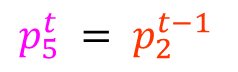 p_5^t = p_2^{t-1}